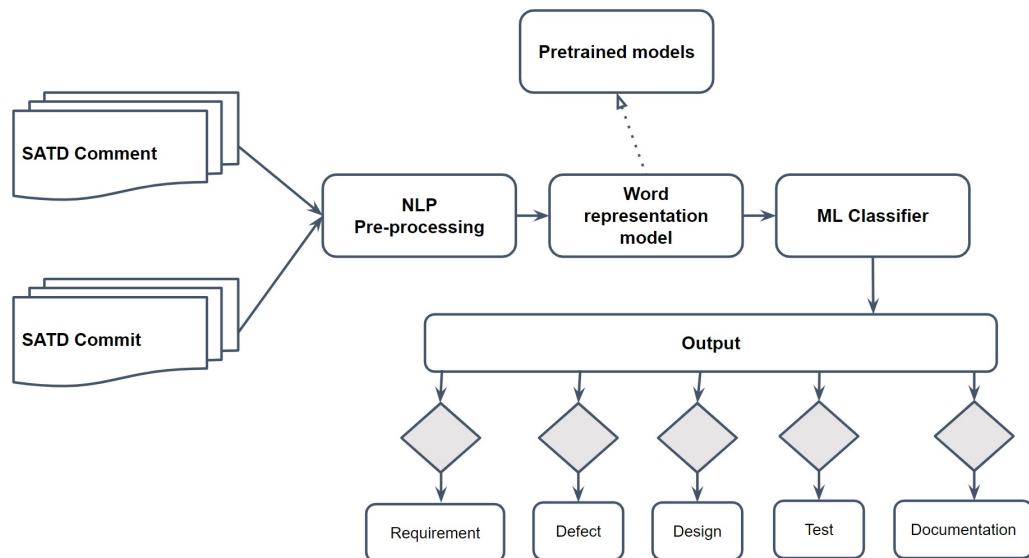 Pretrained models
SATD Comment
NLP
Pre-processing
Word
representation
model
ML Classifier
SATD Commit
Output
Requirement
Defect
Design
Test
Documentation